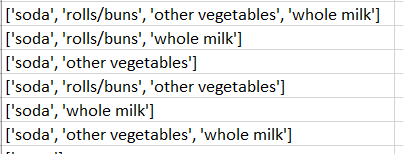 ['soda', 'rolls/buns', 'other vegetables', 'whole milk']
['soda', 'rolls/buns', 'whole milk']
['soda', 'other vegetables']
['soda', 'rolls/buns', 'other vegetables']
['soda', 'whole milk']
['soda', 'other vegetables', 'whole milk']